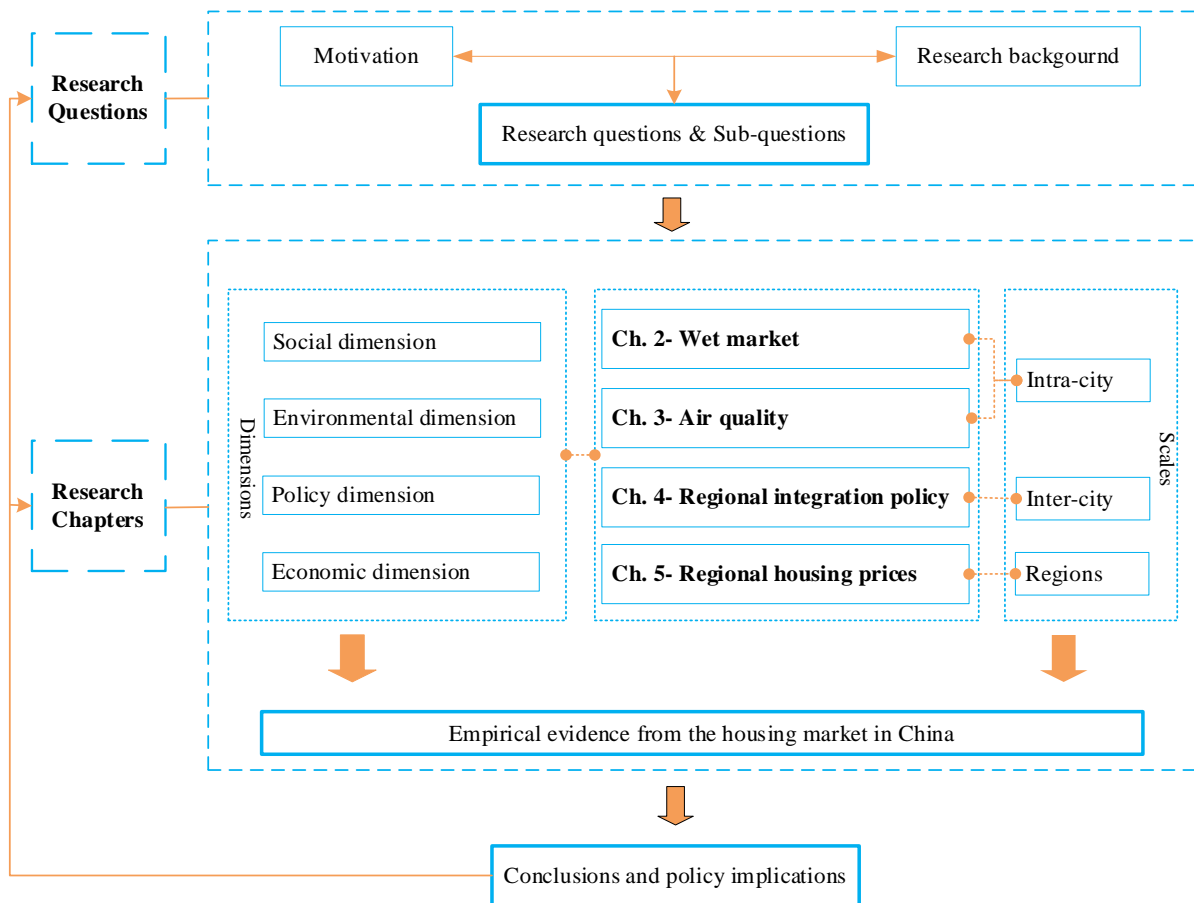 Motivation
Research backgournd
Research
Questions
Research questions & Sub-questions
Dimensions
Social dimension
Environmental dimension
Policy dimension
Economic dimension
Ch. 2- Wet market
Ch. 3- Air quality
Ch. 4- Regional integration policy
Ch. 5- Regional housing prices
Intra-city
Inter-city
Regions
Scales
Research
Chapters
Empirical evidence from the housing market in China
Conclusions and policy implications